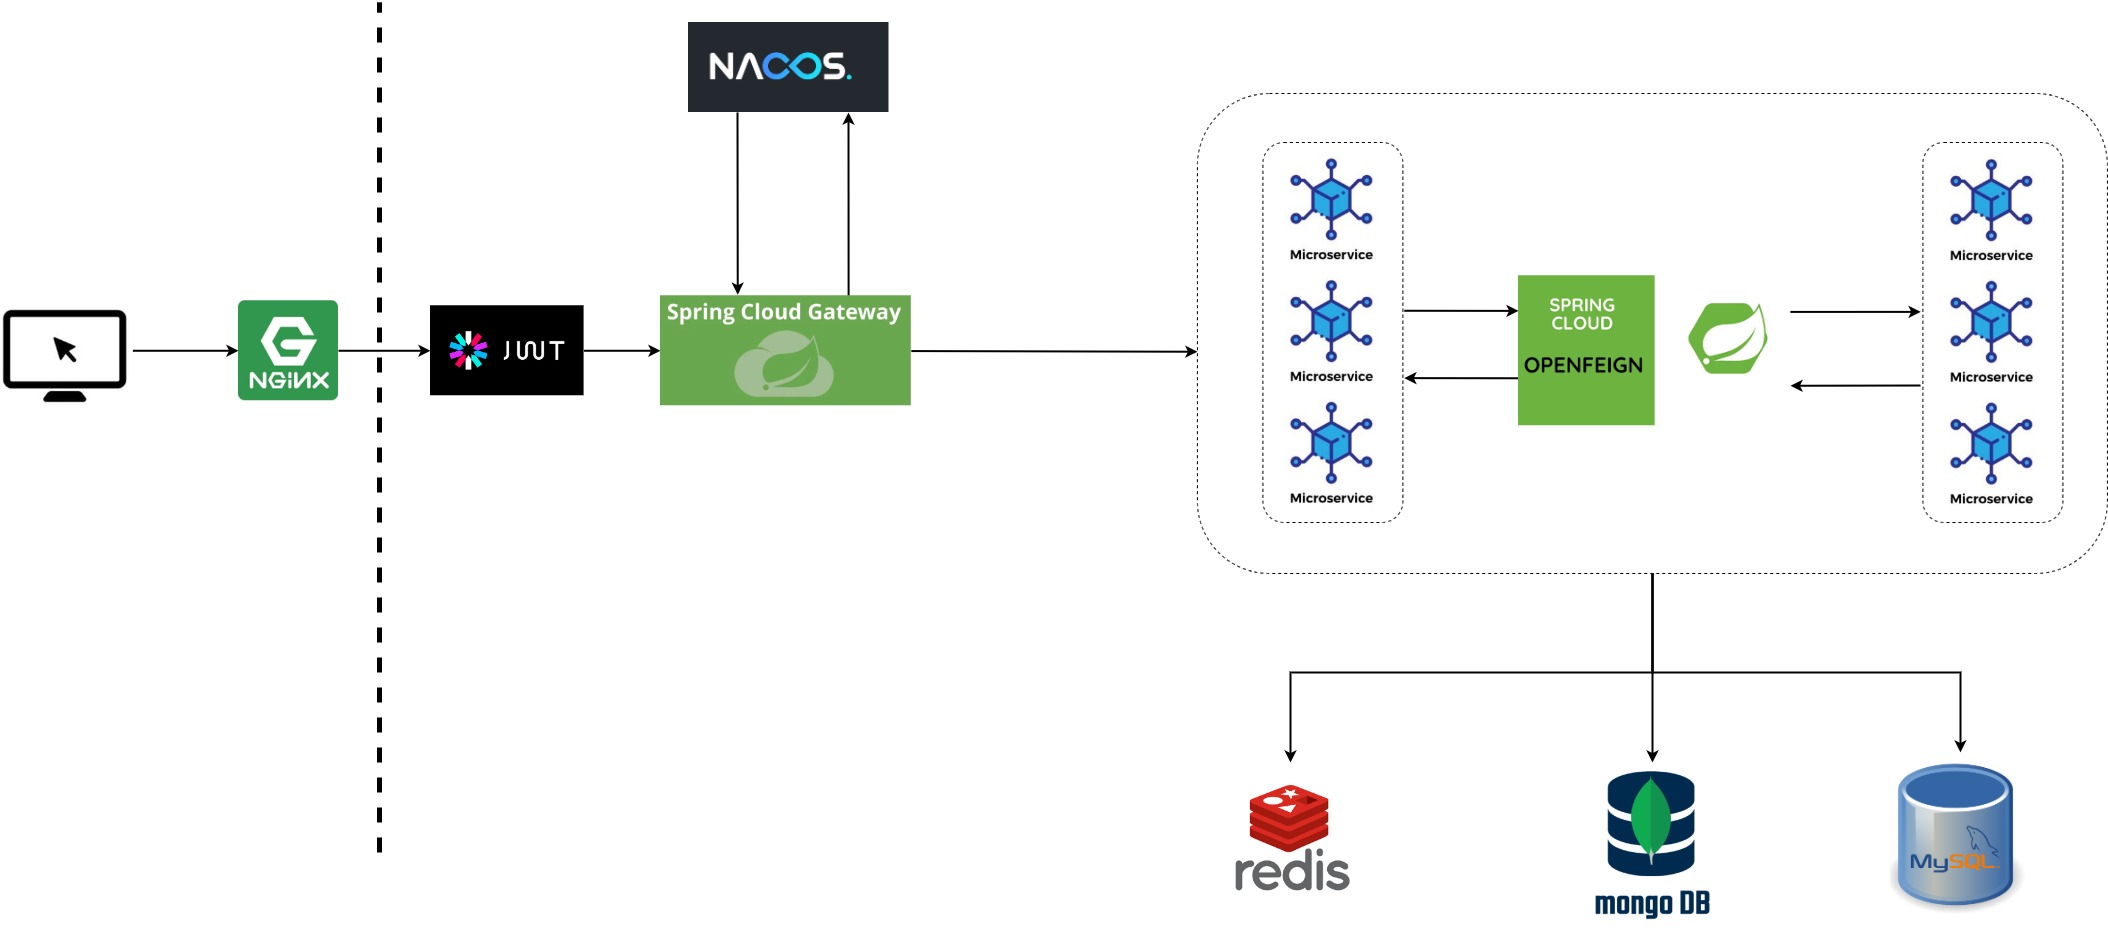 NACOS.
NGiNX
JWT
Spring Cloud Gateway
Microservice
Microservice
Microservice
SPRING
CLOUD
OPENFEIGN
Microservice
Microservice
Microservice
redis
mongo DB
MySQL